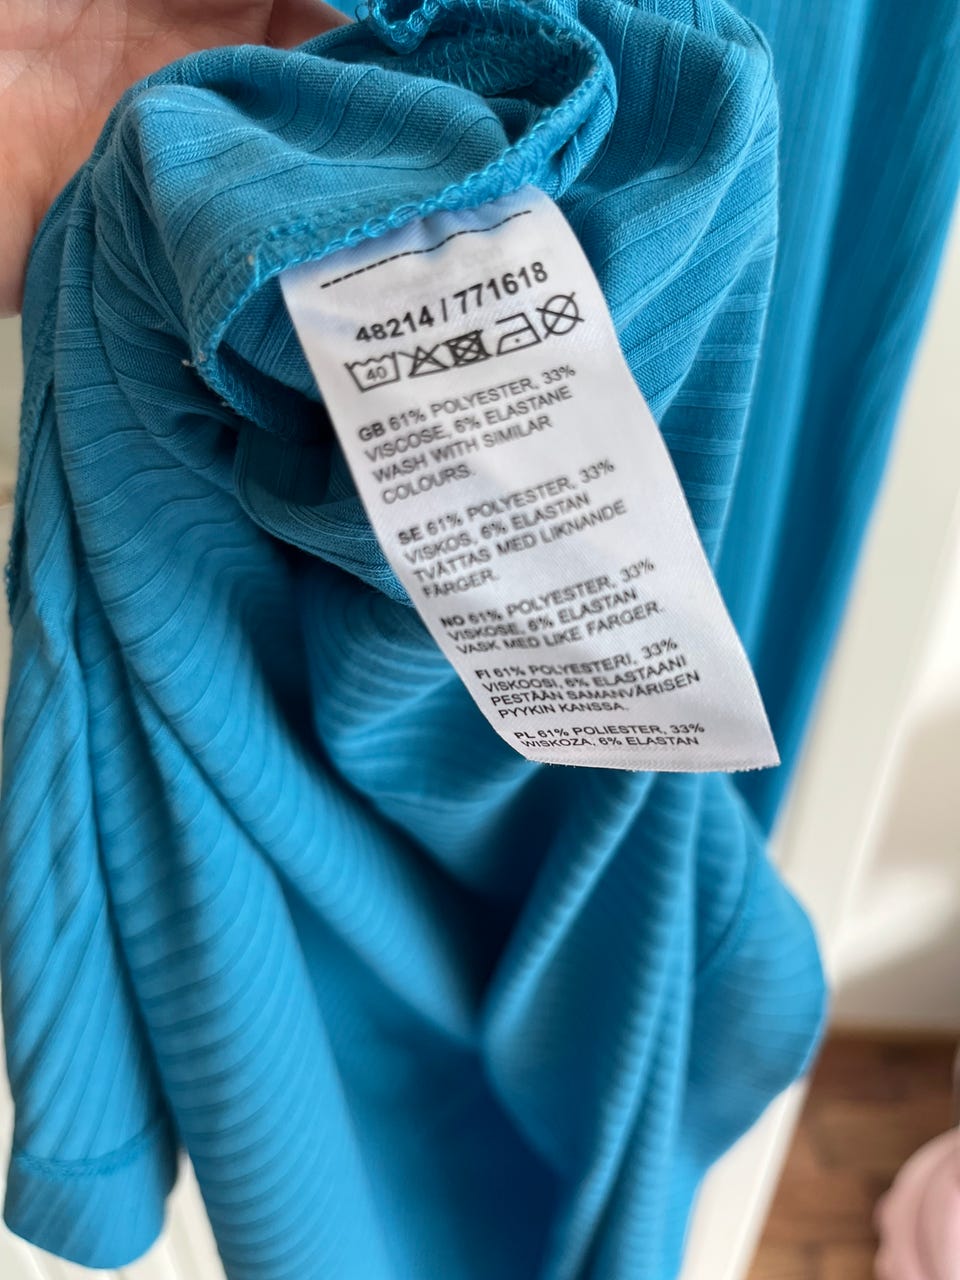 48214 / 771618
40
GB 61% POLYESTER, 33%
VISCOSE, 6% ELASTANE
WASH WITH SIMILAR
COLOURS.
SE 61% POLYESTER, 33%
VISKOS, 6% ELASTAN
TVÄTTAS MED LIKNANDE
FÄRGER.
NO 61% POLYESTER, 33%
VISKOSE, 6% ELASTAN
VASK MED LIKE FARGER.
FI 61% POLYESTERI, 33%
VISKOOSI, 6% ELASTAANI
PESTÄÄN SAMANVÄRISEN
PYYKIN KANSSA.
PL 61% POLIESTER, 33%
WISKOZA, 6% ELASTAN